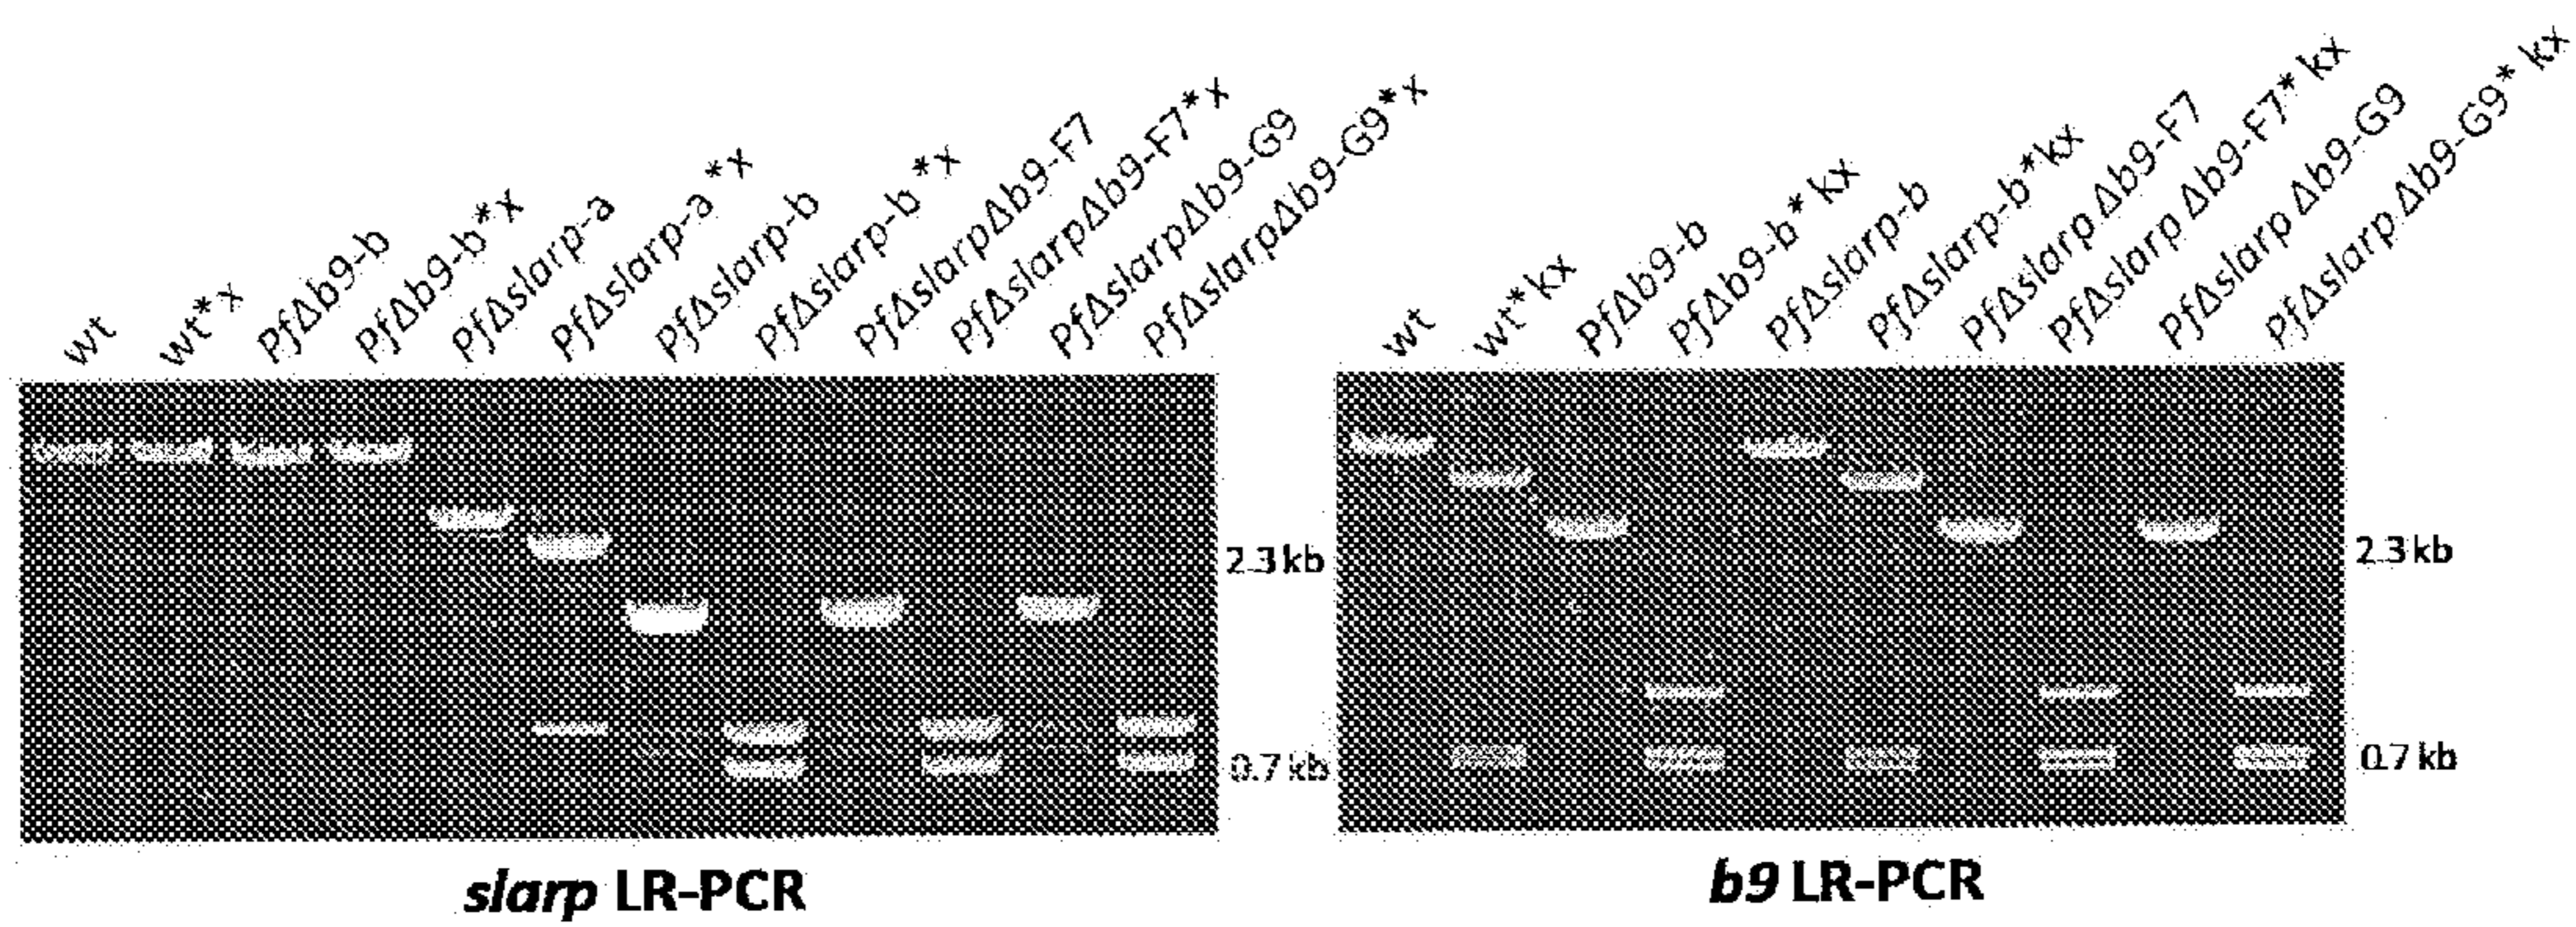 wt
wt*x
PfΔb9-b
PfΔb9-b*x
PfΔslarp-a
PfΔslarp-a*x
PfΔslarp-b
PfΔslarp-b*x
PfΔslarpΔb9-F7
PfΔslarpΔb9-F7*x
PfΔslarpΔb9-G9
PfΔslarpΔb9-G9*x
2.3 kb
0.7 kb
slarp LR-PCR
wt
wt*kx
PfΔb9-b
PfΔb9-b* kx
PfΔslarp-b
PfΔslarp-b*kx
PfΔslarp Δb9-F7
PfΔslarp Δb9-F7* kx
PfΔslarp Δb9-G9
PfΔslarp Δb9-G9* kx
2.3 kb
0.7 kb
b9 LR-PCR